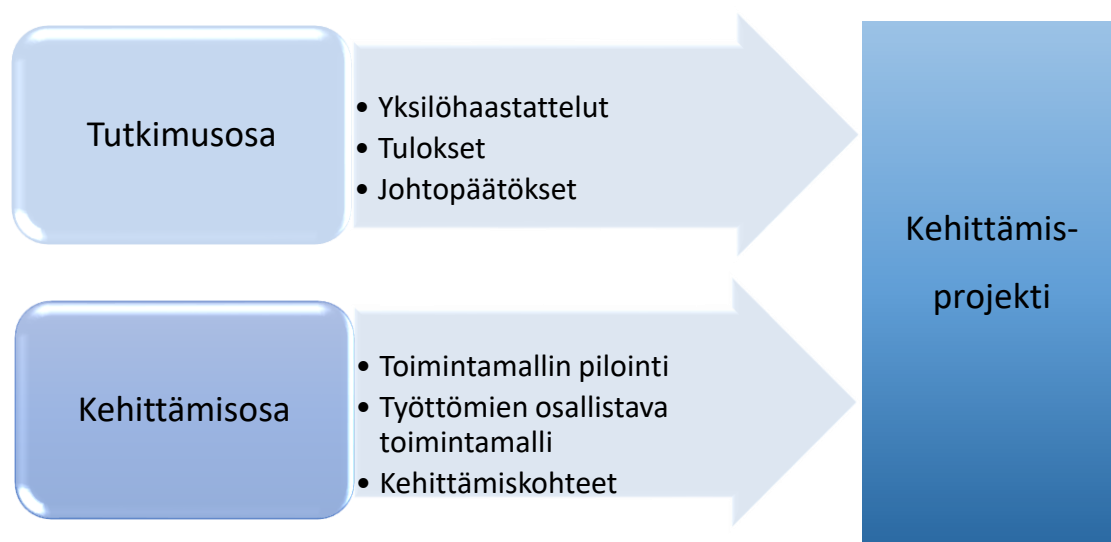 Tutkimusosa
• Yksilöhaastattelut
• Tulokset
• Johtopäätökset
Kehittämisosa
• Toimintamallin pilointi
• Työttömien osallistava
toimintamalli
• Kehittämiskohteet
Kehittämis-
projekti